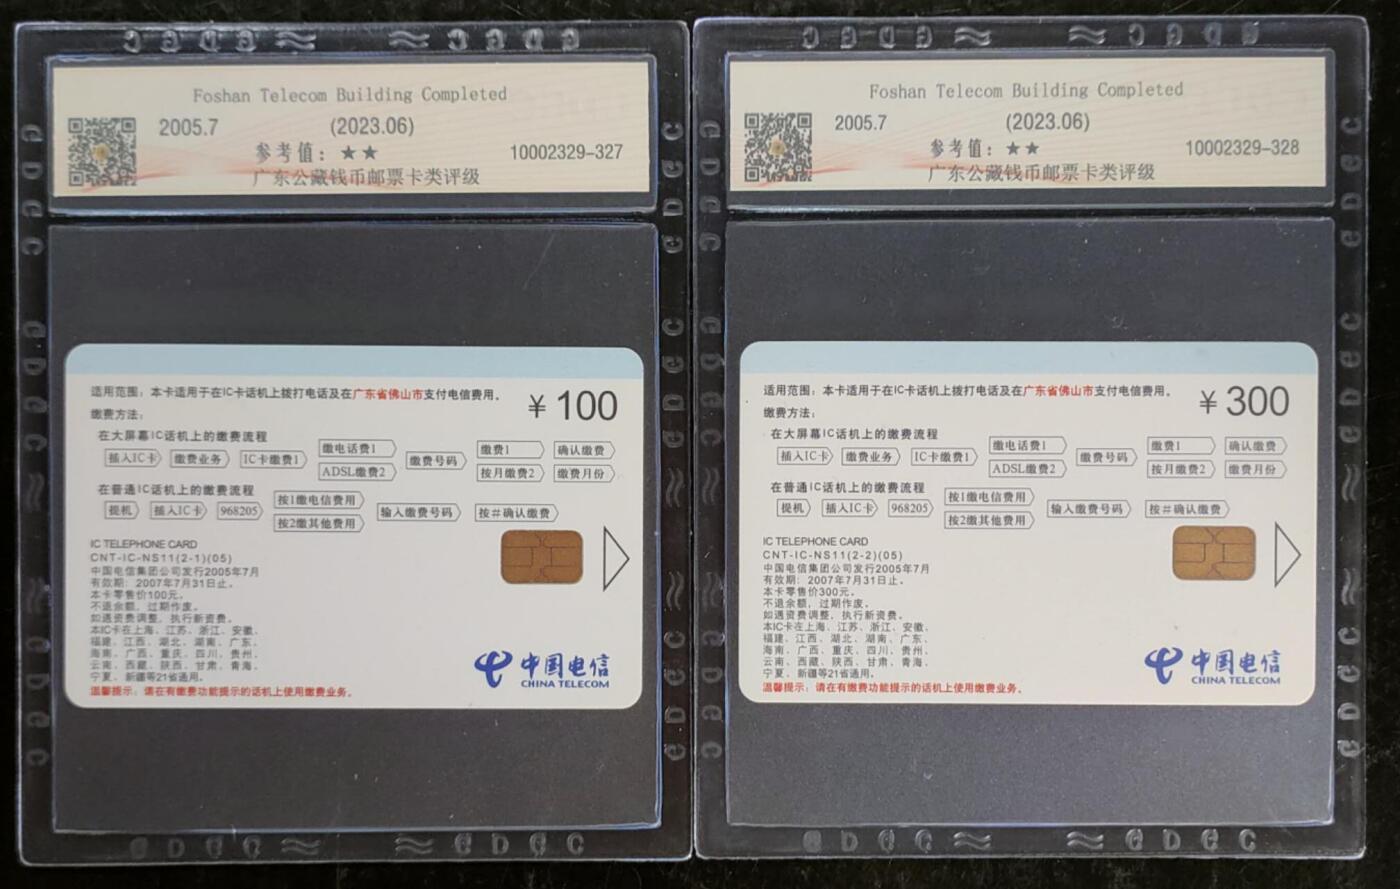 Foshan Telecom Building Completed
2005.7 (2023.06)
参考值：★★ 10002329-327
广东公藏钱币邮票卡类评级
适用范围：本卡适用于在IC卡话机上拨打电话及在广东省佛山市支付电信费用。
¥100
缴费方法：
在大屏幕IC话机上的缴费流程
插入IC卡 缴费业务 IC卡缴费1 缴电话费1 ADSL缴费2 缴费号码 缴费1 按月缴费2 确认缴费 缴费月份
在普通IC话机上的缴费流程
提机 插入IC卡 968205 按1缴电信费用 按2缴其他费用 输入缴费号码 按#确认缴费
IC TELEPHONE CARD
CNT-IC-NS11(2-1)(05)
中国电信集团公司发行2005年7月
有效期：2007年7月31日止。
本卡零售价100元。
不退余额，过期作废。
如遇资费调整，执行新资费。
本IC卡在上海、江苏、浙江、安徽、
福建、江西、湖北、湖南、广东、
海南、广西、重庆、四川、贵州、
云南、西藏、陕西、甘肃、青海、
宁夏、新疆等21省通用。
温馨提示：请在有缴费功能提示的话机上使用缴费业务。
中国电信
CHINA TELECOM
Foshan Telecom Building Completed
2005.7 (2023.06)
参考值：★★ 10002329-328
广东公藏钱币邮票卡类评级
适用范围：本卡适用于在IC卡话机上拨打电话及在广东省佛山市支付电信费用。
¥300
缴费方法：
在大屏幕IC话机上的缴费流程
插入IC卡 缴费业务 IC卡缴费1 缴电话费1 ADSL缴费2 缴费号码 缴费1 按月缴费2 确认缴费 缴费月份
在普通IC话机上的缴费流程
提机 插入IC卡 968205 按1缴电信费用 按2缴其他费用 输入缴费号码 按#确认缴费
IC TELEPHONE CARD
CNT-IC-NS11(2-2)(05)
中国电信集团公司发行2005年7月
有效期：2007年7月31日止。
本卡零售价300元。
不退余额，过期作废。
如遇资费调整，执行新资费。
本IC卡在上海、江苏、浙江、安徽、
福建、江西、湖北、湖南、广东、
海南、广西、重庆、四川、贵州、
云南、西藏、陕西、甘肃、青海、
宁夏、新疆等21省通用。
温馨提示：请在有缴费功能提示的话机上使用缴费业务。
中国电信
CHINA TELECOM